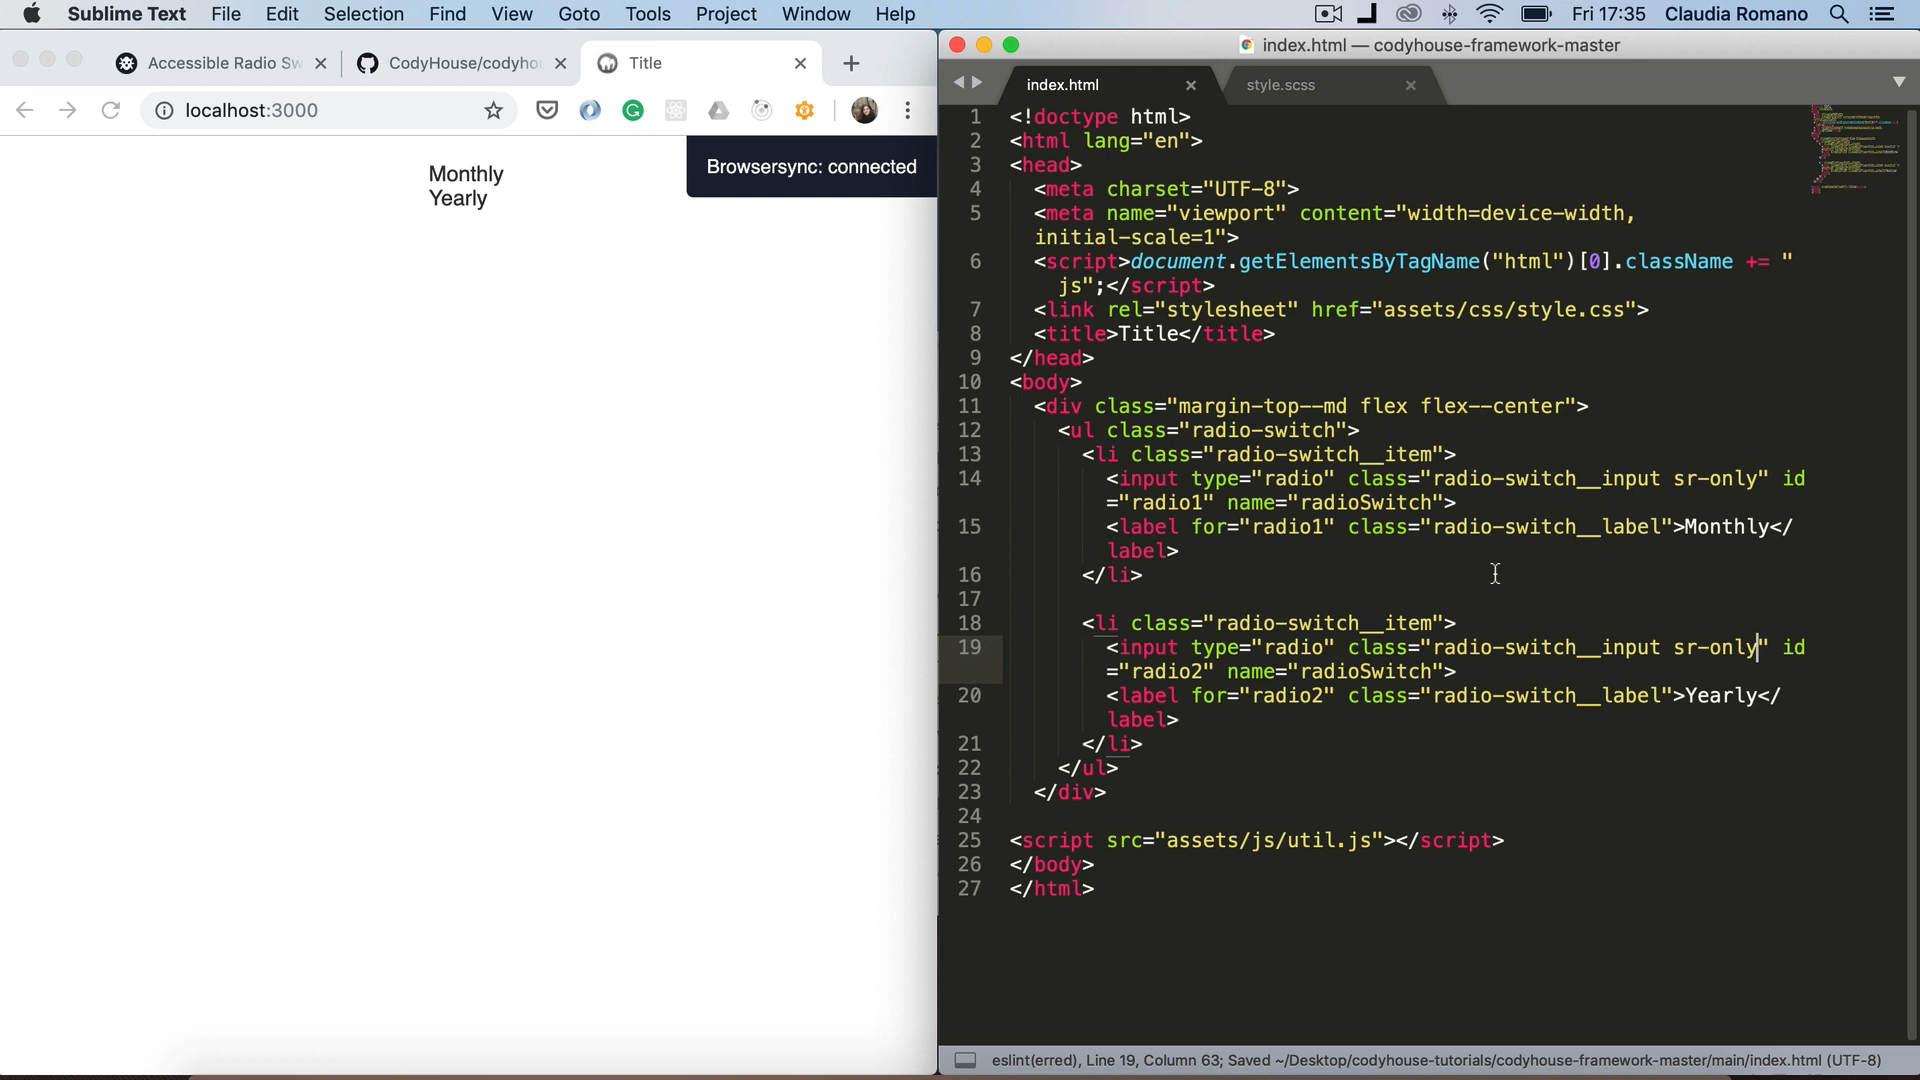 Sublime Text File Edit Selection Find View Goto Tools Project Window Help Fri 17:35 Claudia Romano
Accessible Radio Sw CodyHouse/codyho Title
localhost:3000
Monthly
Yearly
Browsersync: connected
index.html — codyhouse-framework-master
index.html style.scss
1 <!doctype html>
2 <html lang="en">
3 <head>
4 <meta charset="UTF-8">
5 <meta name="viewport" content="width=device-width,
initial-scale=1">
6 <script>document.getElementsByTagName("html")[0].className += "
js";</script>
7 <link rel="stylesheet" href="assets/css/style.css">
8 <title>Title</title>
9 </head>
10 <body>
11 <div class="margin-top--md flex flex--center">
12 <ul class="radio-switch">
13 <li class="radio-switch__item">
14 <input type="radio" class="radio-switch__input sr-only" id
="radio1" name="radioSwitch">
15 <label for="radio1" class="radio-switch__label">Monthly</
label>
16 </li>
17
18 <li class="radio-switch__item">
19 <input type="radio" class="radio-switch__input sr-only" id
="radio2" name="radioSwitch">
20 <label for="radio2" class="radio-switch__label">Yearly</
label>
21 </li>
22 </ul>
23 </div>
24
25 <script src="assets/js/util.js"></script>
26 </body>
27 </html>
eslint(erred), Line 19, Column 63; Saved ~/Desktop/codyhouse-tutorials/codyhouse-framework-master/main/index.html (UTF-8)